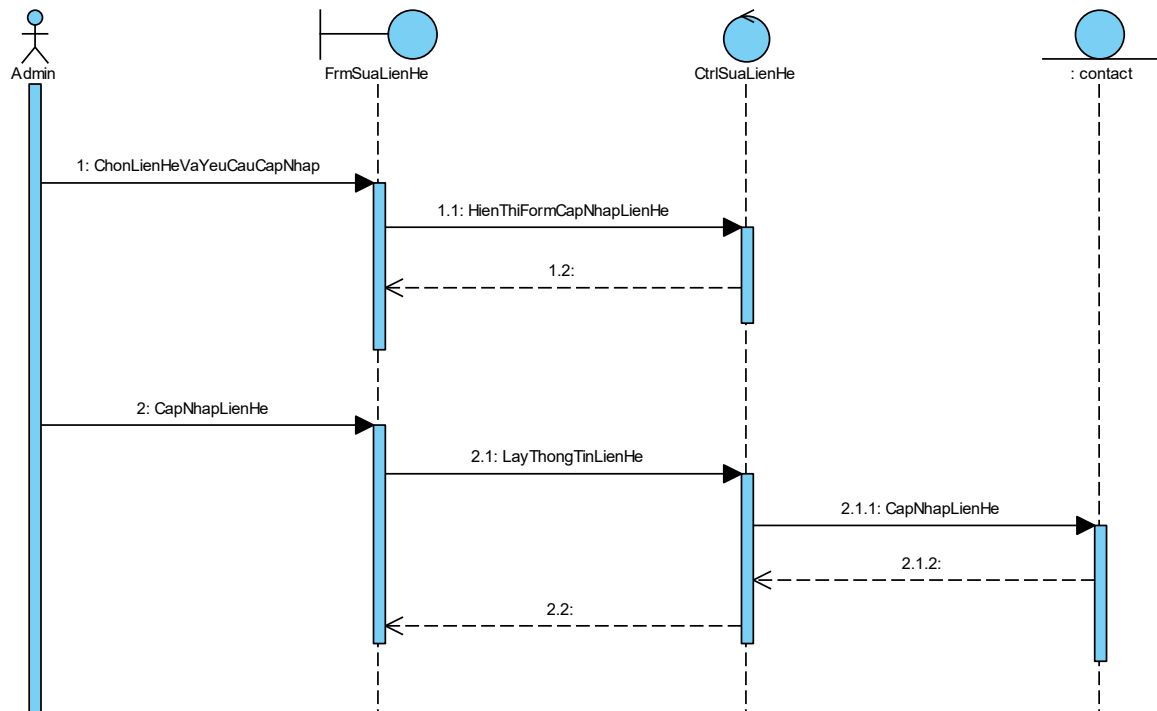 Admin
FrmSuaLienHe
CtrlSuaLienHe
: contact
1: ChonLienHeVaYeuCauCapNhap
1.1: HienThiFormCapNhapLienHe
1.2:
2: CapNhapLienHe
2.1: LayThongTinLienHe
2.1.1: CapNhapLienHe
2.1.2:
2.2: